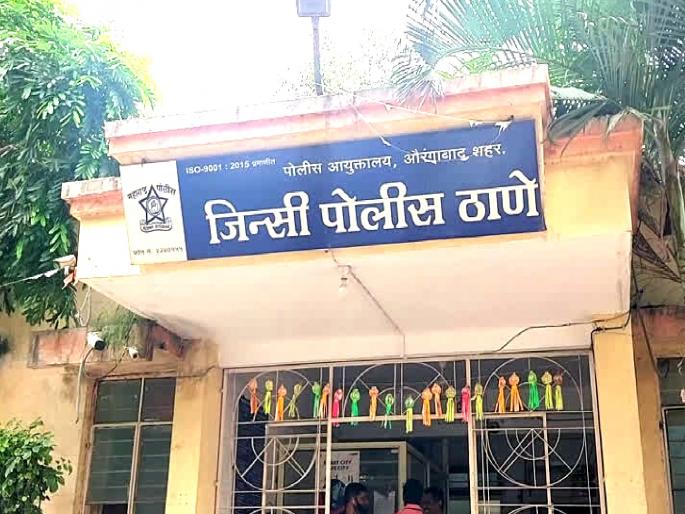 ISO-9001 : 2015 प्रमाणीत
पोलीस आयुक्तालय, औरंगाबाद शहर.
महाराष्ट्र पोलीस
जिन्सी पोलीस ठाणे